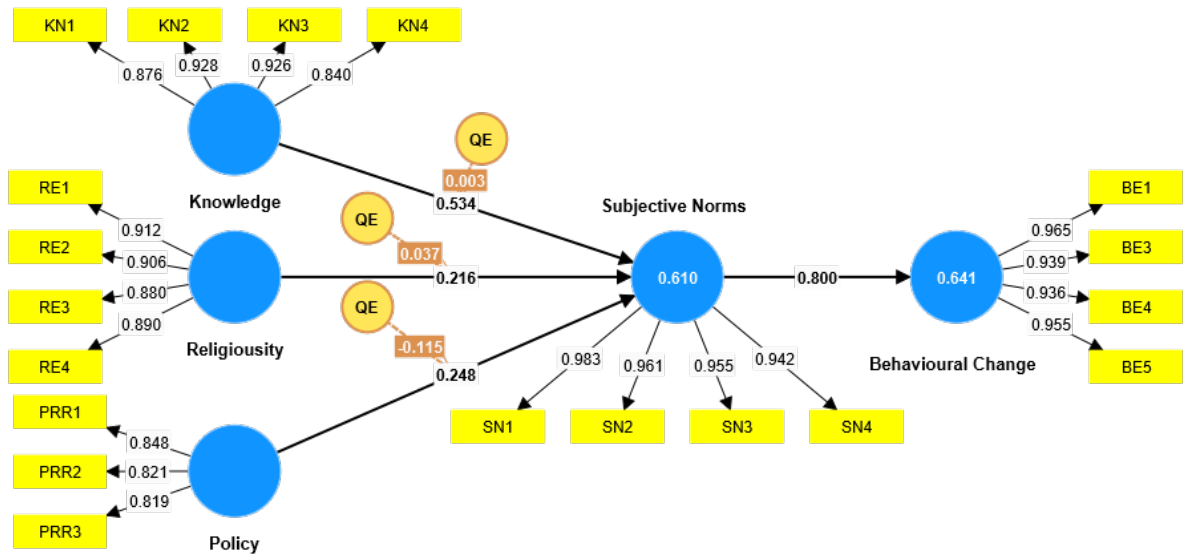 KN1
KN2
KN3
KN4
0.876
0.928
0.926
0.840
Knowledge
QE
0.003
0.534
RE1
RE2
RE3
RE4
0.912
0.906
0.880
0.890
Religiousity
QE
0.037
0.216
QE
-0.115
0.248
PRR1
PRR2
PRR3
0.848
0.821
0.819
Policy
Subjective Norms
0.610
0.983
0.961
0.955
0.942
SN1
SN2
SN3
SN4
0.800
0.641
Behavioural Change
0.965
0.939
0.936
0.955
BE1
BE3
BE4
BE5